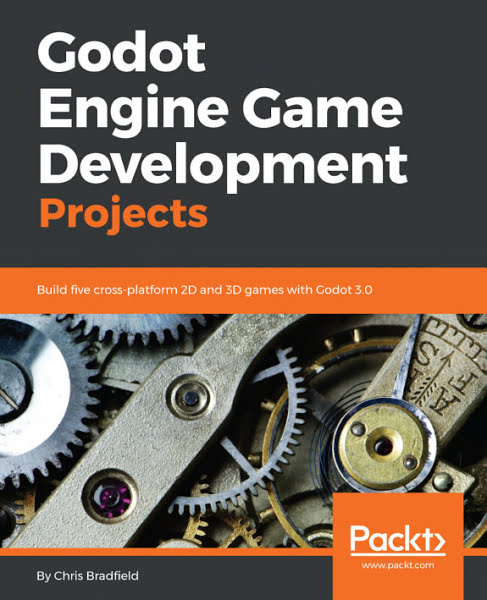 Godot
Engine Game
Development
Projects
Build five cross-platform 2D and 3D games with Godot 3.0
Packt>
www.packt.com
By Chris Bradfield